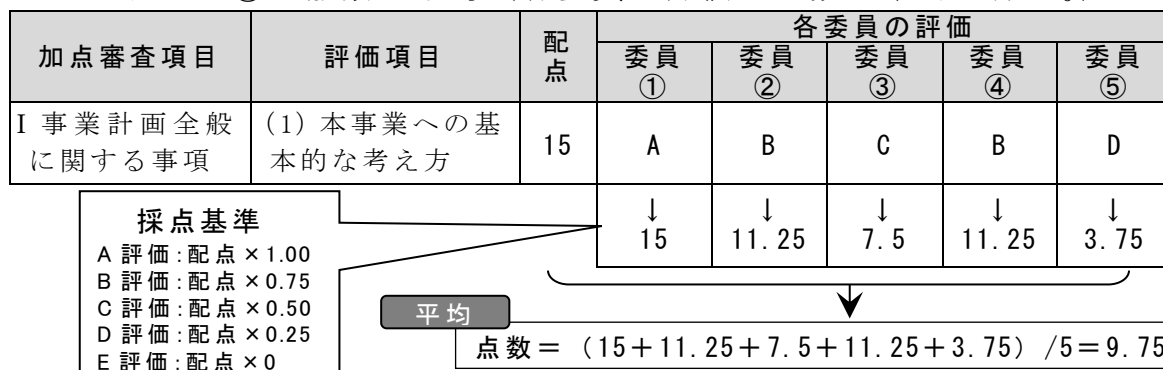 各委員の評価
加点審査項目 評価項目 配点 委員① 委員② 委員③ 委員④ 委員⑤
I 事業計画全般に関する事項 (1) 本事業への基本的な考え方 15 A B C B D
↓ ↓ ↓ ↓ ↓
15 11.25 7.5 11.25 3.75
採点基準
A評価:配点×1.00
B評価:配点×0.75
C評価:配点×0.50
D評価:配点×0.25
E評価:配点×0
平均
点数＝（15＋11.25＋7.5＋11.25＋3.75）/5＝9.75